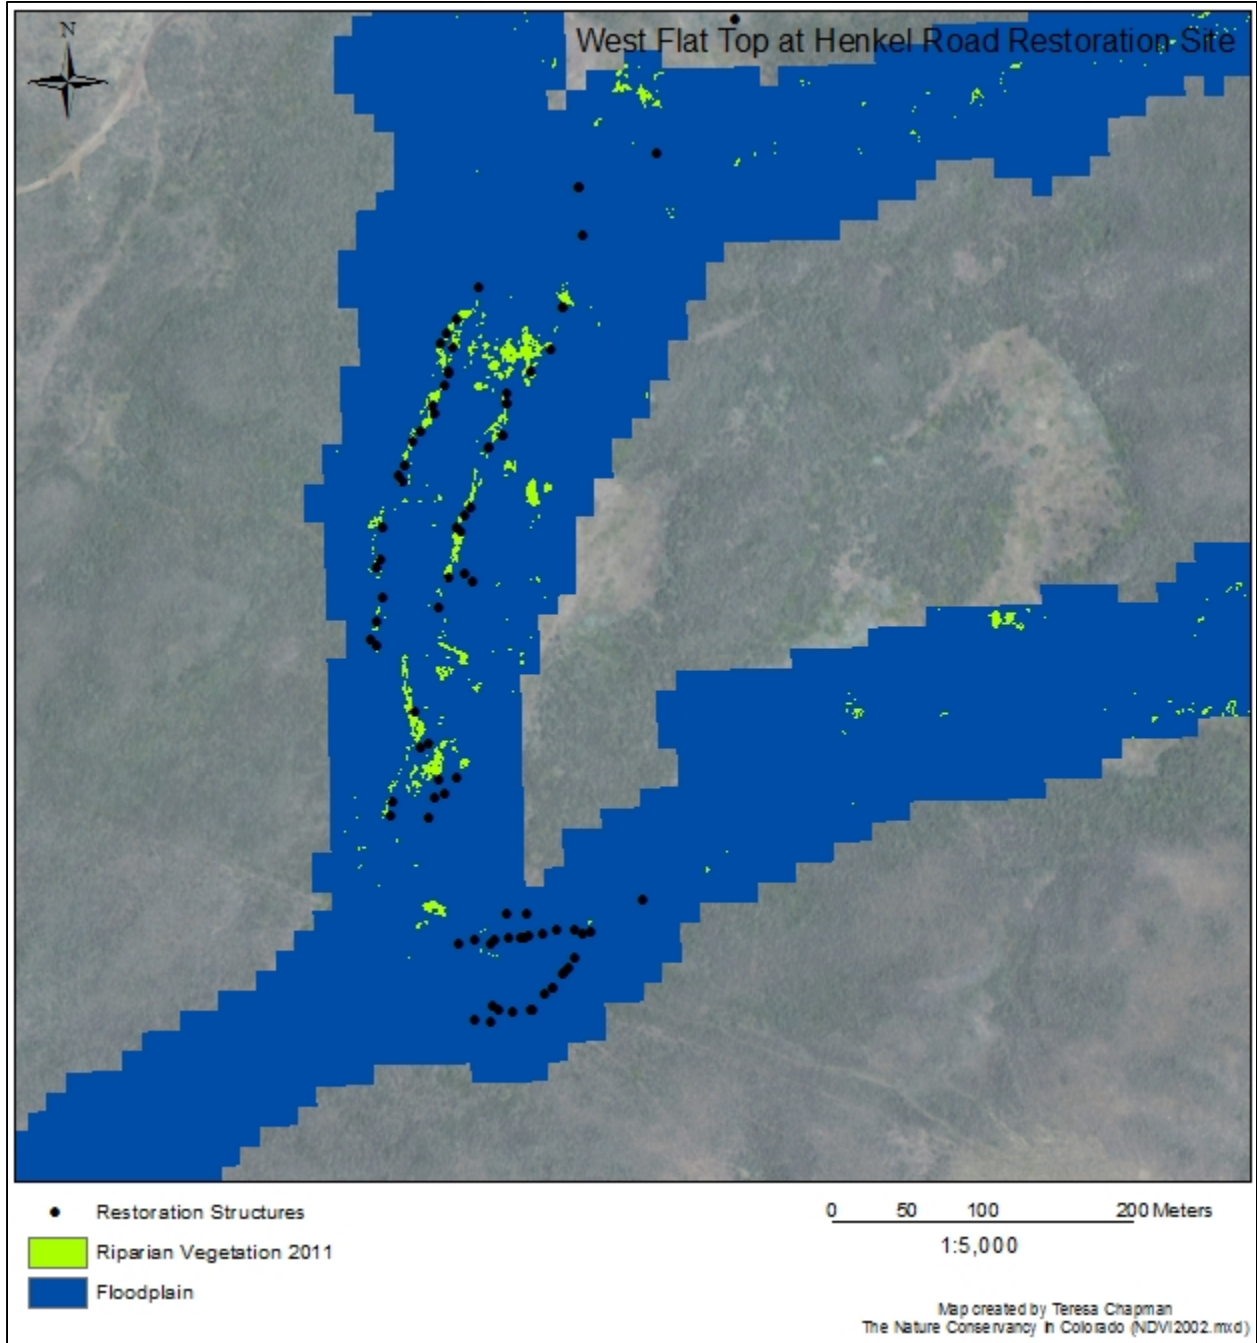 West Flat Top at Henkel Road Restoration Site
N
Restoration Structures
Riparian Vegetation 2011
Floodplain
0 50 100 200 Meters
1:5,000
Map created by Teresa Chapman
The Nature Conservancy in Colorado (NDVI2002.mxd)